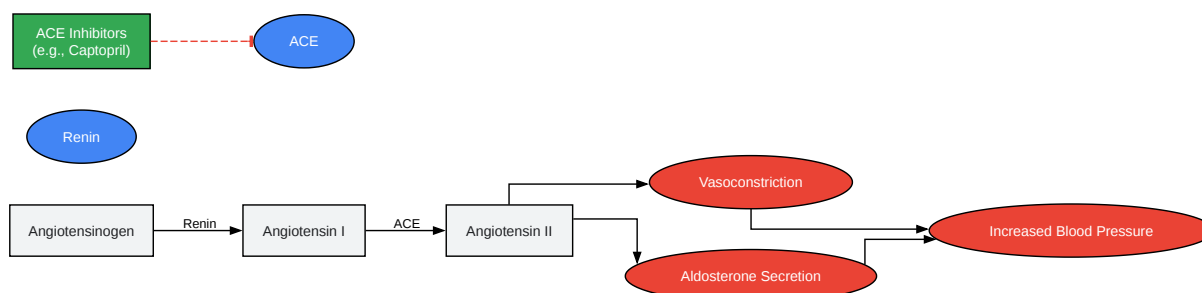 ACE Inhibitors
(e.g., Captopril)
ACE
Renin
Vasoconstriction
Angiotensinogen
Renin
Angiotensin I
ACE
Angiotensin II
Increased Blood Pressure
Aldosterone Secretion